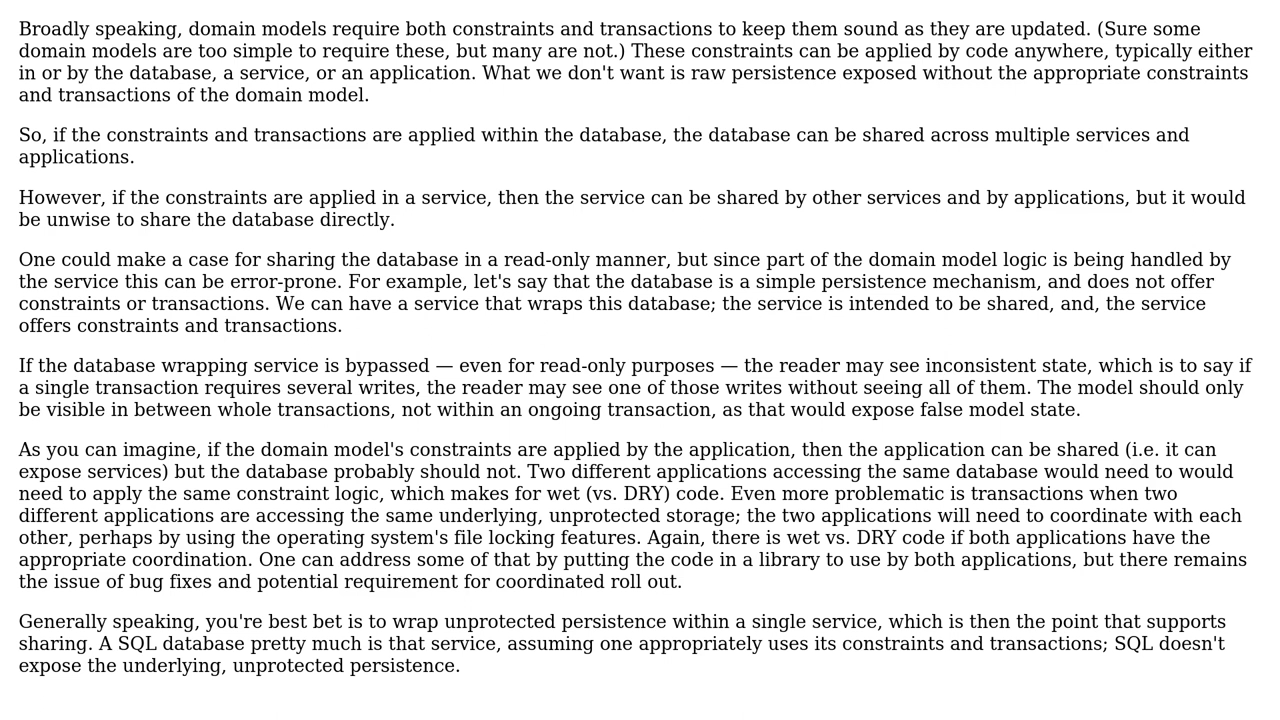 Broadly speaking, domain models require both constraints and transactions to keep them sound as they are updated. (Sure some
domain models are too simple to require these, but many are not.) These constraints can be applied by code anywhere, typically either
in or by the database, a service, or an application. What we don't want is raw persistence exposed without the appropriate constraints
and transactions of the domain model.
So, if the constraints and transactions are applied within the database, the database can be shared across multiple services and
applications.
However, if the constraints are applied in a service, then the service can be shared by other services and by applications, but it would
be unwise to share the database directly.
One could make a case for sharing the database in a read-only manner, but since part of the domain model logic is being handled by
the service this can be error-prone. For example, let's say that the database is a simple persistence mechanism, and does not offer
constraints or transactions. We can have a service that wraps this database; the service is intended to be shared, and, the service
offers constraints and transactions.
If the database wrapping service is bypassed — even for read-only purposes — the reader may see inconsistent state, which is to say if
a single transaction requires several writes, the reader may see one of those writes without seeing all of them. The model should only
be visible in between whole transactions, not within an ongoing transaction, as that would expose false model state.
As you can imagine, if the domain model's constraints are applied by the application, then the application can be shared (i.e. it can
expose services) but the database probably should not. Two different applications accessing the same database would need to would
need to apply the same constraint logic, which makes for wet (vs. DRY) code. Even more problematic is transactions when two
different applications are accessing the same underlying, unprotected storage; the two applications will need to coordinate with each
other, perhaps by using the operating system's file locking features. Again, there is wet vs. DRY code if both applications have the
appropriate coordination. One can address some of that by putting the code in a library to use by both applications, but there remains
the issue of bug fixes and potential requirement for coordinated roll out.
Generally speaking, you're best bet is to wrap unprotected persistence within a single service, which is then the point that supports
sharing. A SQL database pretty much is that service, assuming one appropriately uses its constraints and transactions; SQL doesn't
expose the underlying, unprotected persistence.